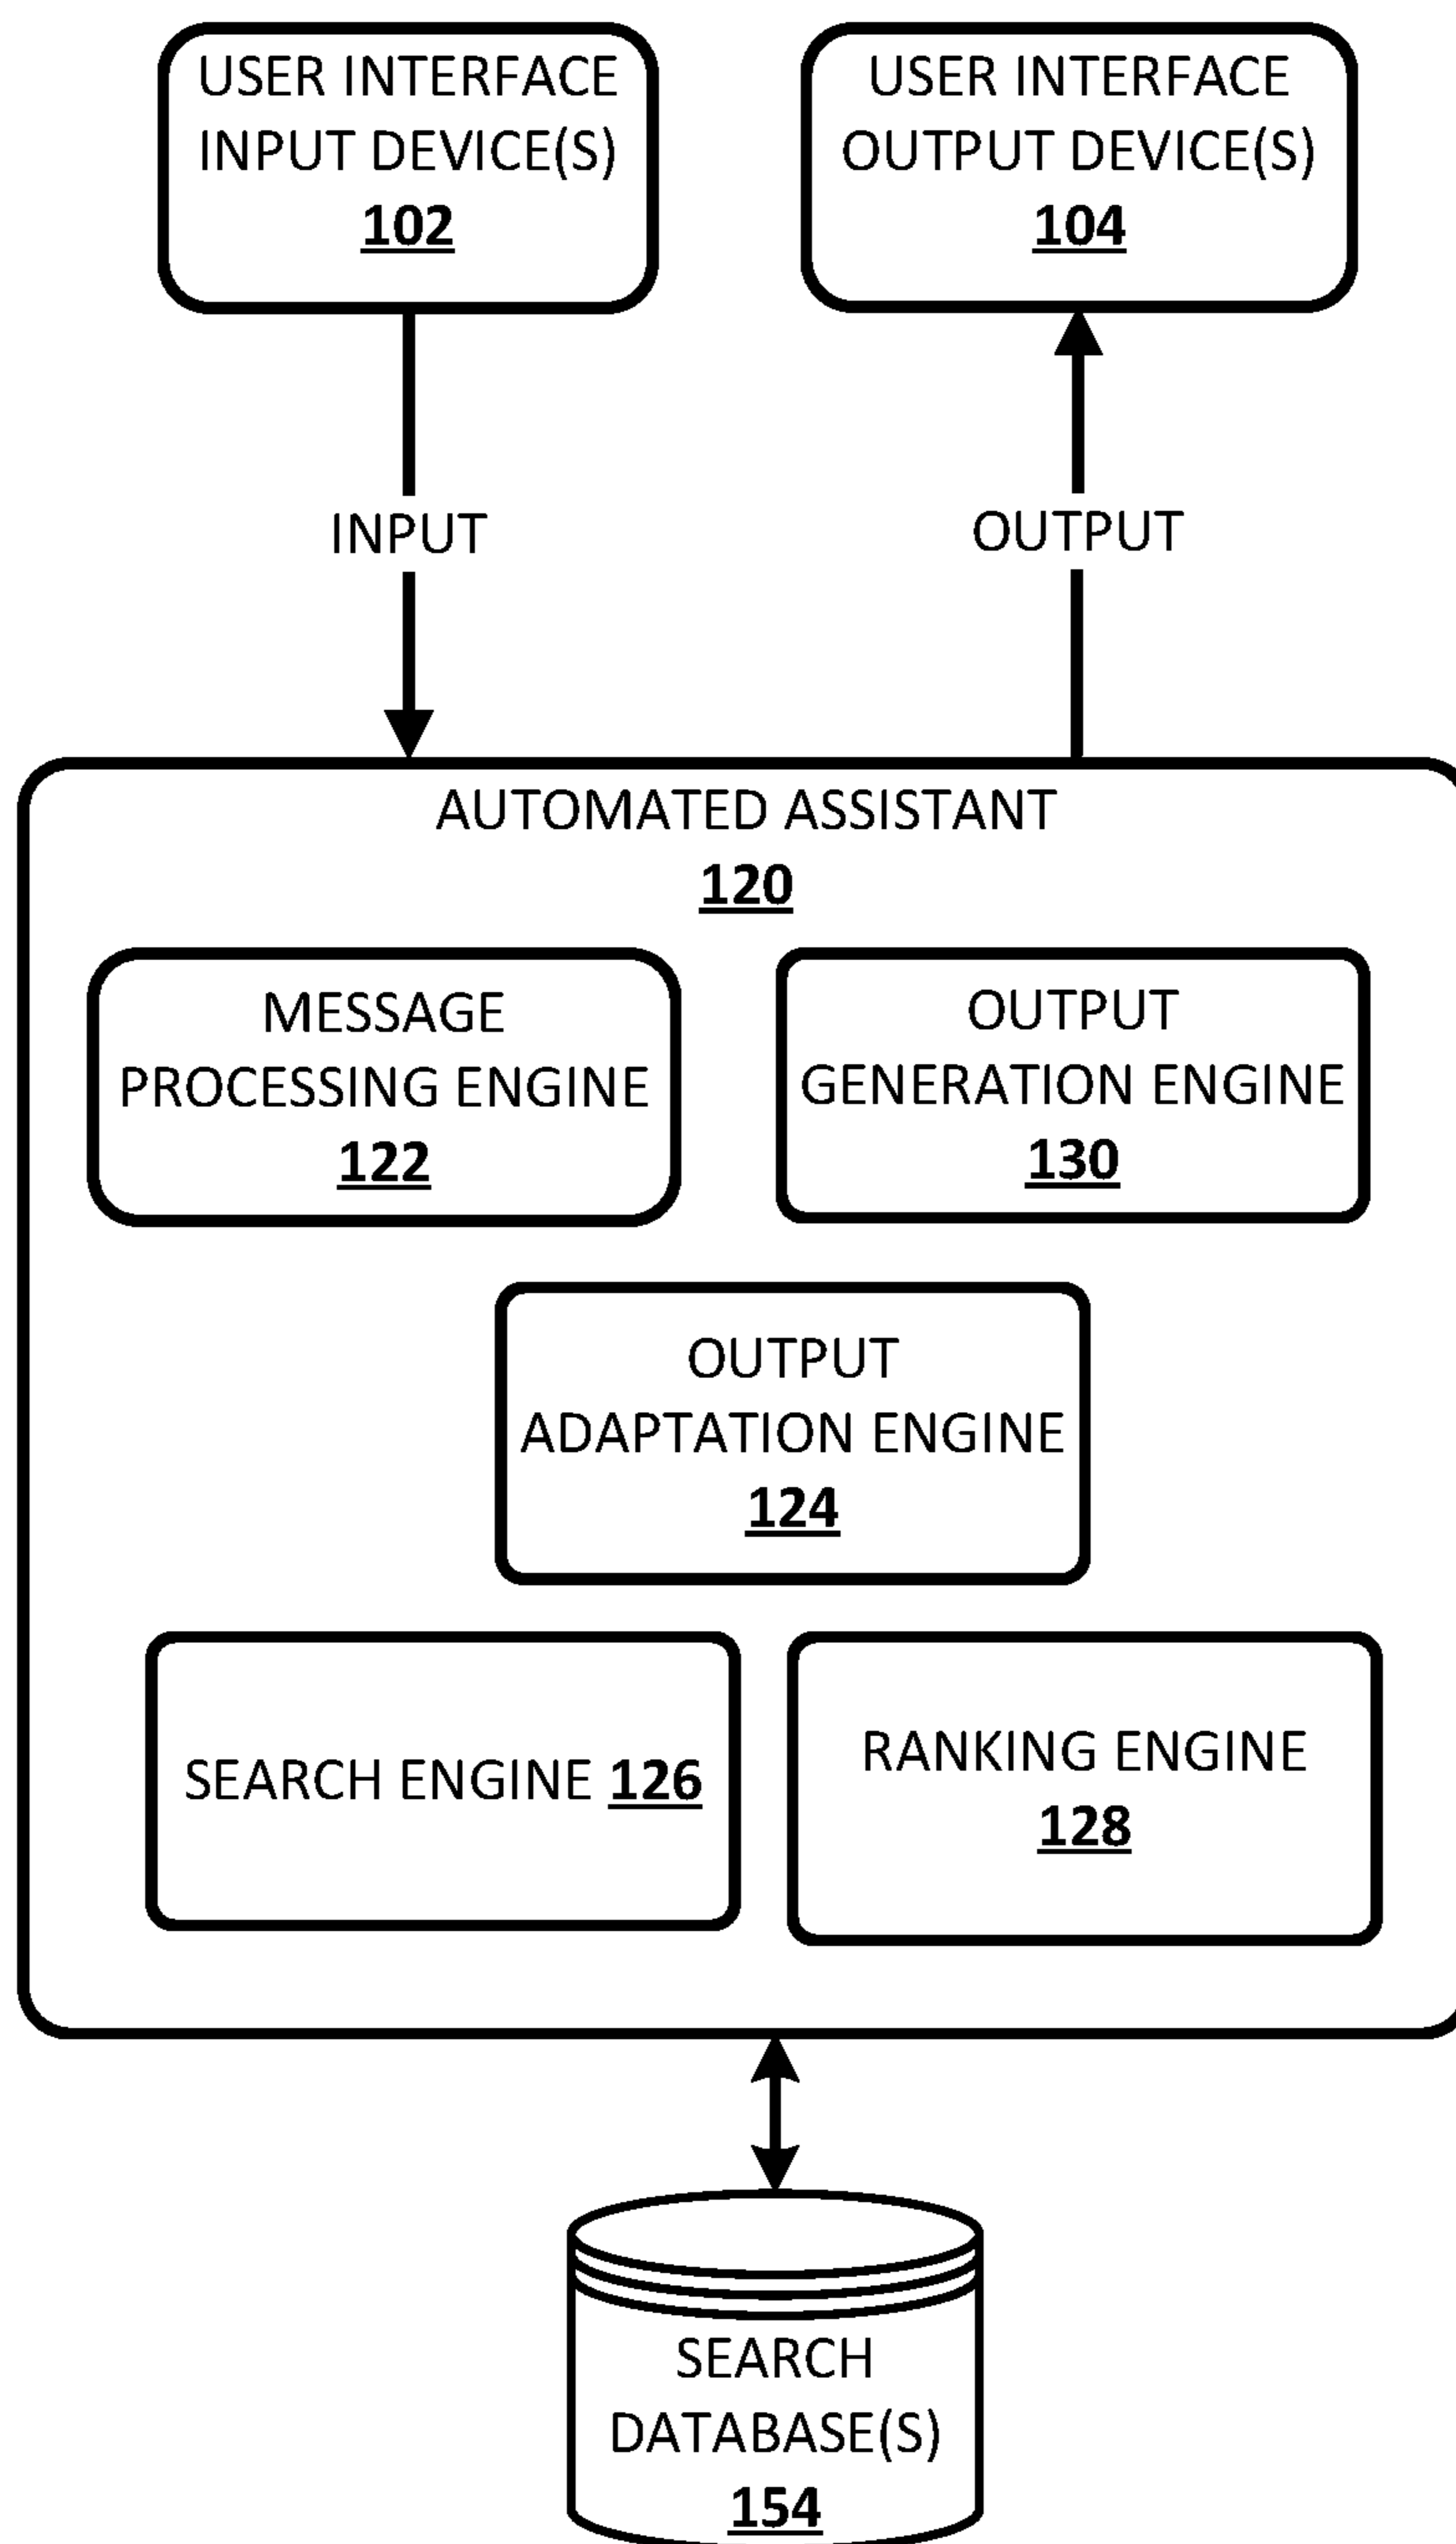 USER INTERFACE
INPUT DEVICE(S)
102
USER INTERFACE
OUTPUT DEVICE(S)
104
INPUT
OUTPUT
AUTOMATED ASSISTANT
120
MESSAGE
PROCESSING ENGINE
122
OUTPUT
GENERATION ENGINE
130
OUTPUT
ADAPTATION ENGINE
124
SEARCH ENGINE 126
RANKING ENGINE
128
SEARCH
DATABASE(S)
154